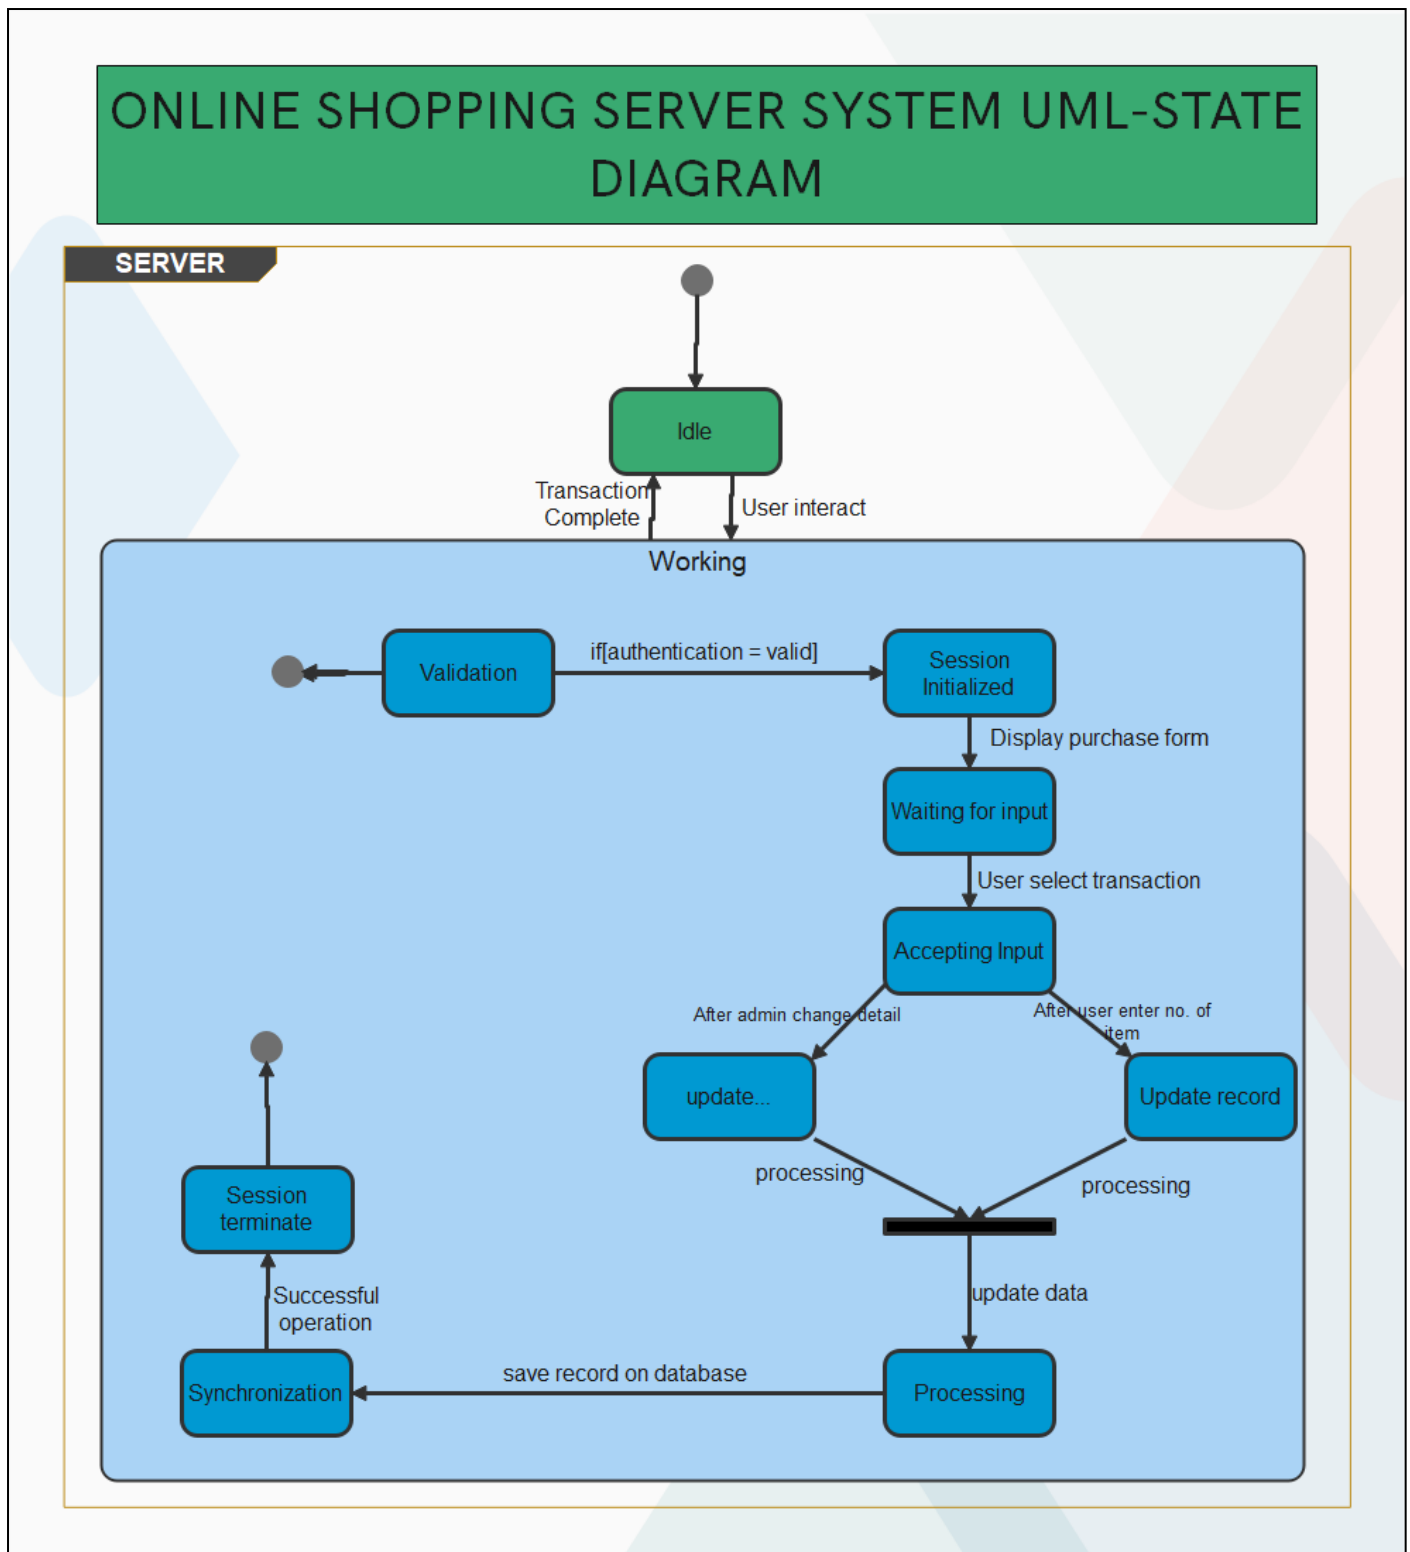 ONLINE SHOPPING SERVER SYSTEM UML-STATE
DIAGRAM
SERVER
Idle
Transaction
Complete
User interact
Working
Validation
if[authentication = valid]
Session
Initialized
Display purchase form
Waiting for input
User select transaction
Accepting Input
After admin change detail
After user enter no. of
item
update...
Update record
processing
processing
update data
Session
terminate
Successful
operation
Synchronization
save record on database
Processing